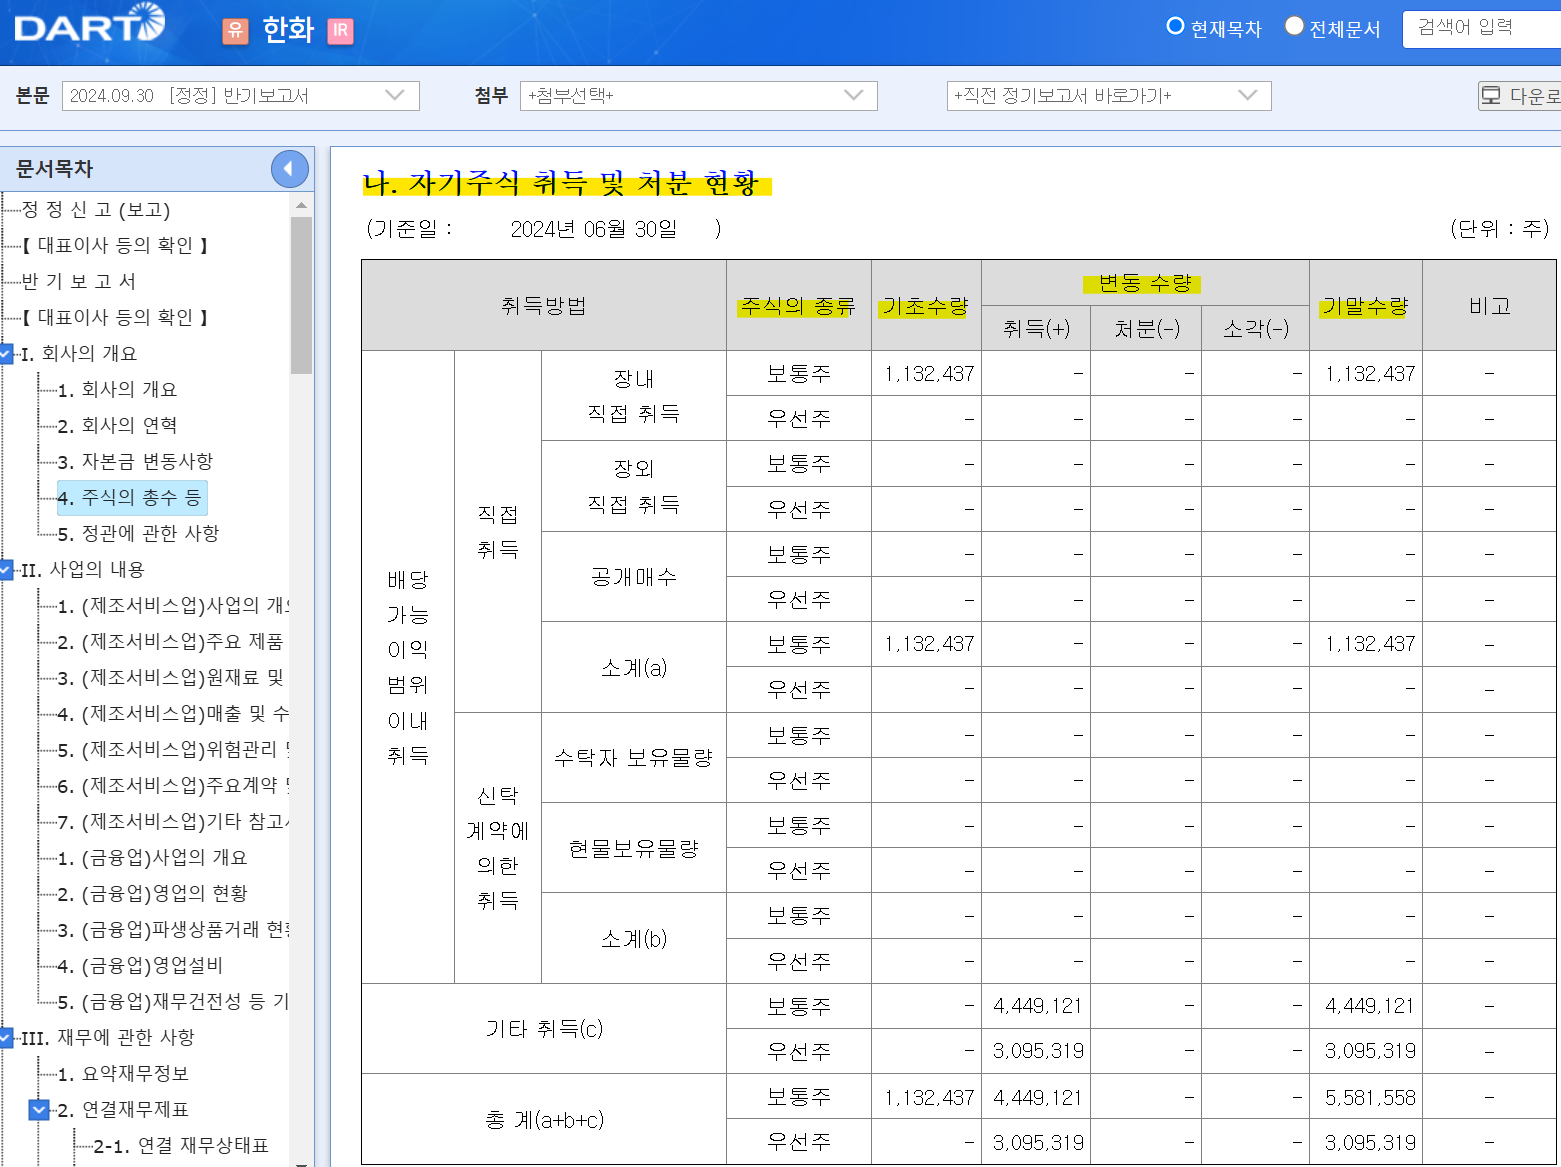 DART
유 한화 IR
현재목차 전체문서 검색어 입력
본문 2024.09.30 [정정] 반기보고서 첨부 +첨부선택+ +직전 정기보고서 바로가기+ 다운로
문서목차
정 정 신 고 (보고)
【 대표이사 등의 확인 】
반 기 보 고 서
【 대표이사 등의 확인 】
I. 회사의 개요
1. 회사의 개요
2. 회사의 연혁
3. 자본금 변동사항
4. 주식의 총수 등
5. 정관에 관한 사항
II. 사업의 내용
1. (제조서비스업)사업의 개
2. (제조서비스업)주요 제품
3. (제조서비스업)원재료 및
4. (제조서비스업)매출 및 수
5. (제조서비스업)위험관리
6. (제조서비스업)주요계약
7. (제조서비스업)기타 참고
1. (금융업)사업의 개요
2. (금융업)영업의 현황
3. (금융업)파생상품거래 현
4. (금융업)영업설비
5. (금융업)재무건전성 등 기
III. 재무에 관한 사항
1. 요약재무정보
2. 연결재무제표
2-1. 연결 재무상태표
나. 자기주식 취득 및 처분 현황
(기준일 : 2024년 06월 30일 ) (단위 : 주)
취득방법 주식의 종류 기초수량 변동 수량 기말수량 비고
취득(+) 처분(-) 소각(-)
배당
가능
이익
범위
이내
취득
직접
취득
장내
직접 취득
보통주 1,132,437 - - - 1,132,437 -
우선주 - - - - - -
장외
직접 취득
보통주 - - - - - -
우선주 - - - - - -
공개매수
보통주 - - - - - -
우선주 - - - - - -
소계(a)
보통주 1,132,437 - - - 1,132,437 -
우선주 - - - - - -
신탁
계약에
의한
취득
수탁자 보유물량
보통주 - - - - - -
우선주 - - - - - -
현물보유물량
보통주 - - - - - -
우선주 - - - - - -
소계(b)
보통주 - - - - - -
우선주 - - - - - -
기타 취득(c)
보통주 - 4,449,121 - - 4,449,121 -
우선주 - 3,095,319 - - 3,095,319 -
총 계(a+b+c)
보통주 1,132,437 4,449,121 - - 5,581,558 -
우선주 - 3,095,319 - - 3,095,319 -